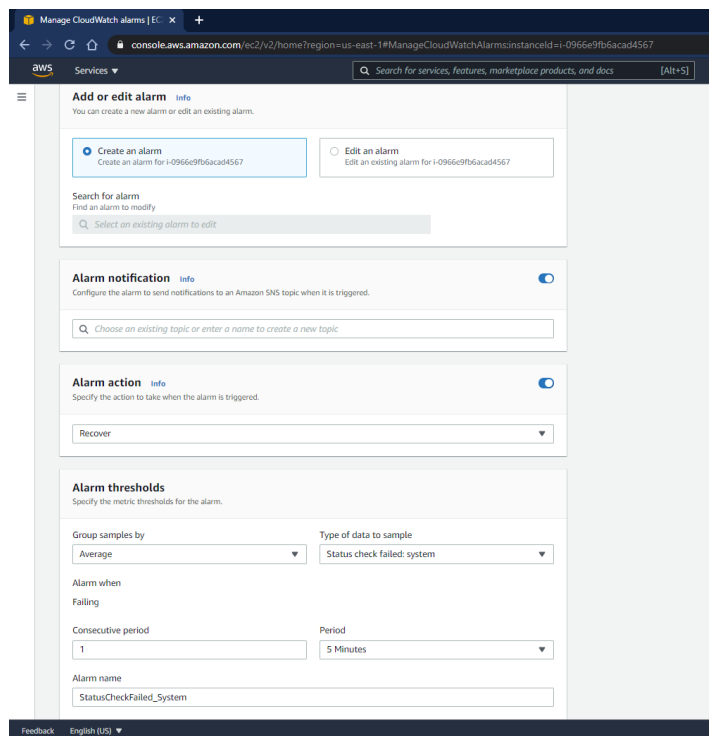 Manage CloudWatch alarms | EC
console.aws.amazon.com/ec2/v2/home?region=us-east-1#ManageCloudWatchAlarms:instanceId=i-0966e9fb6acad4567
aws Services Search for services, features, marketplace products, and docs [Alt+S]
Add or edit alarm Info
You can create a new alarm or edit an existing alarm.
Create an alarm Edit an alarm
Create an alarm for i-0966e9fb6acad4567 Edit an existing alarm for i-0966e9fb6acad4567
Search for alarm
Find an alarm to modify
Select an existing alarm to edit
Alarm notification Info
Configure the alarm to send notifications to an Amazon SNS topic when it is triggered.
Choose an existing topic or enter a name to create a new topic
Alarm action Info
Specify the action to take when the alarm is triggered.
Recover
Alarm thresholds
Specify the metric thresholds for the alarm.
Group samples by Type of data to sample
Average Status check failed: system
Alarm when
Failing
Consecutive period Period
1 5 Minutes
Alarm name
StatusCheckFailed_System
Feedback English (US)